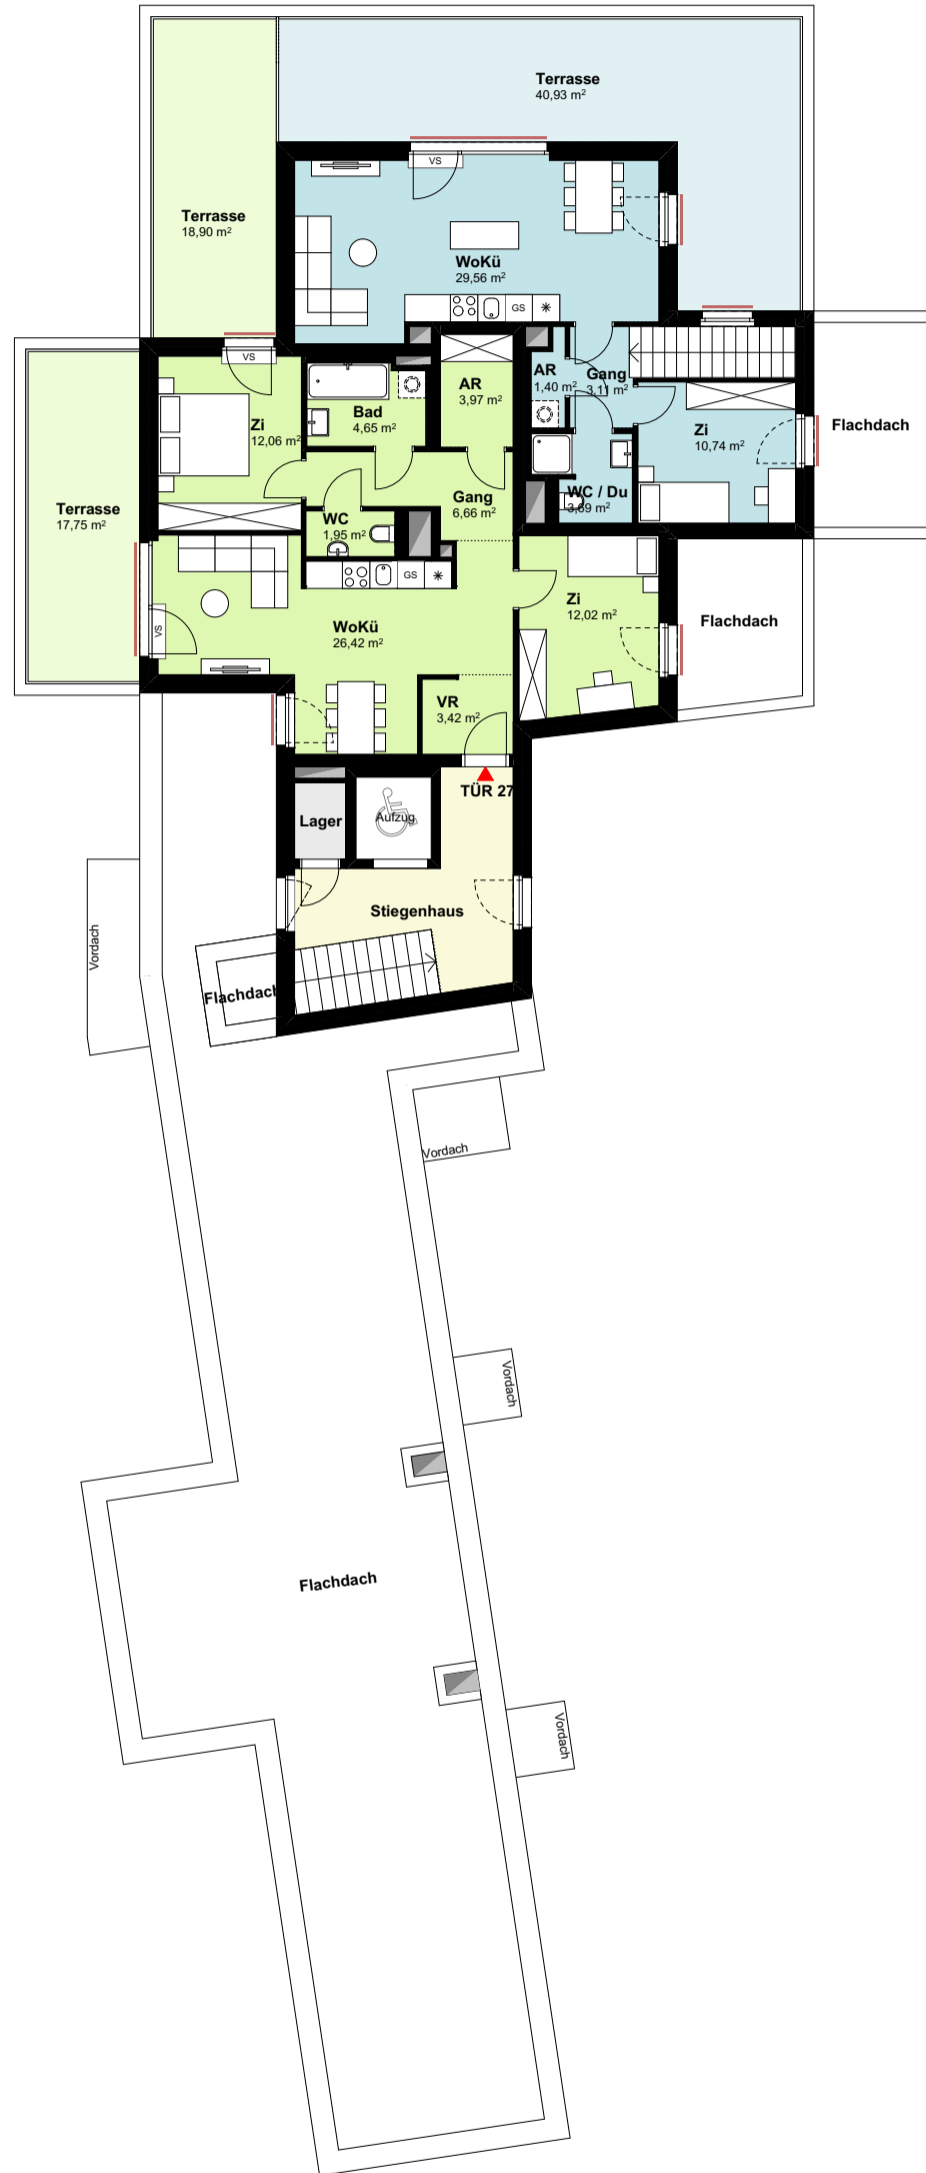 Terrasse
40,93 m²
VS
Terrasse
18,90 m²
WoKü
29,56 m²
GS
VS
AR
3,97 m²
AR
1,40 m²
Gang
3,11 m²
Bad
4,65 m²
Zi
12,06 m²
Zi
10,74 m²
Flachdach
Terrasse
17,75 m²
Gang
6,66 m²
WC / Du
3,69 m²
WC
1,95 m²
GS
Zi
12,02 m²
VS
WoKü
26,42 m²
Flachdach
VR
3,42 m²
TÜR 27
Lager
Aufzug
Stiegenhaus
Vordach
Flachdach
Vordach
Vordach
Flachdach
Vordach